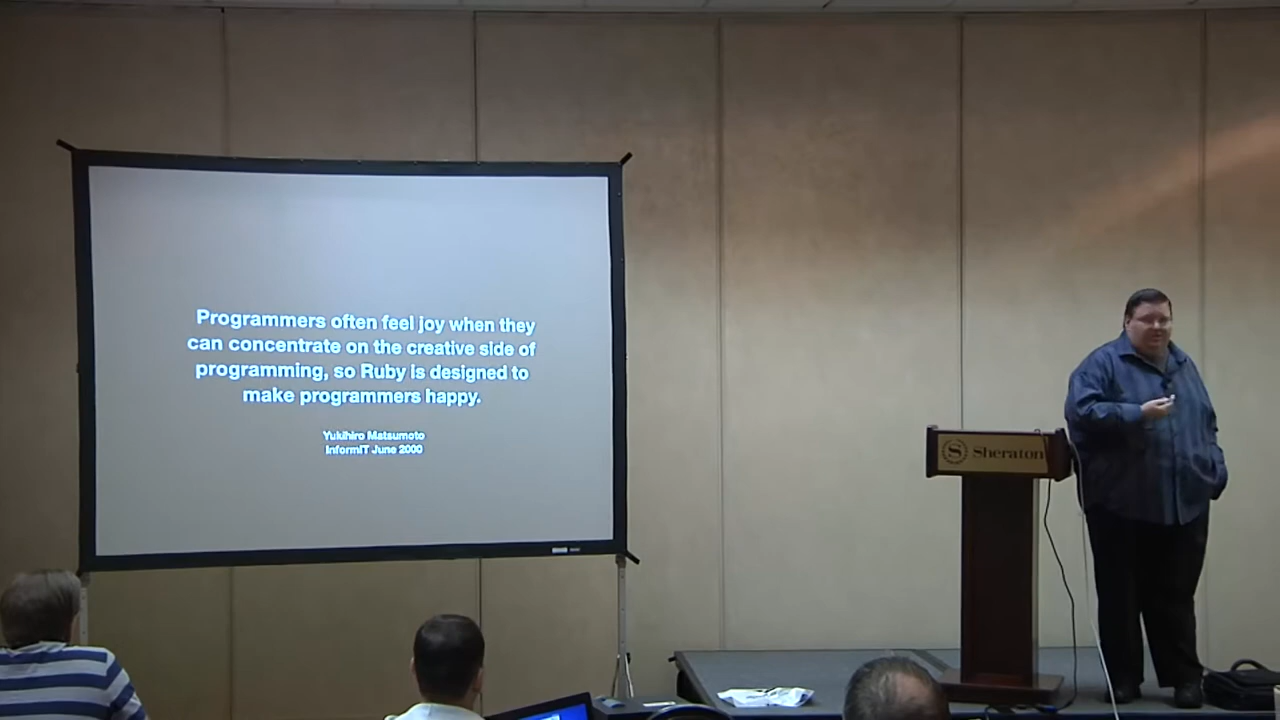 Programmers often feel joy when they
can concentrate on the creative side of
programming, so Ruby is designed to
make programmers happy.
Yukihiro Matsumoto
InformIT June 2000
S Sheraton